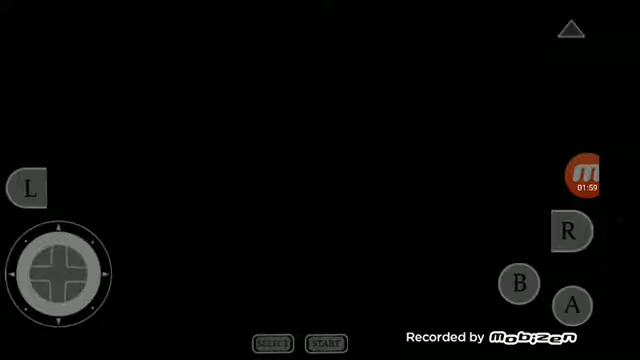 L
01:59
R
B
A
SELECT
START
Recorded by mobizen